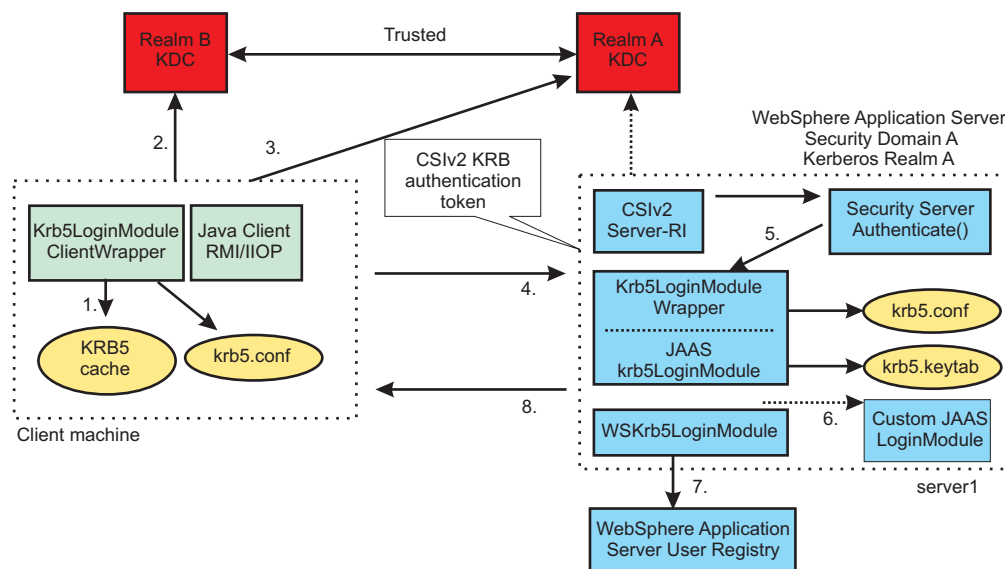 Realm B
KDC
Trusted
Realm A
KDC
2.
3.
WebSphere Application Server
Security Domain A
Kerberos Realm A
CSIv2 KRB
authentication
token
Krb5LoginModule
ClientWrapper
Java Client
RMI/IIOP
CSIv2
Server-RI
Security Server
Authenticate()
5.
1.
4.
Krb5LoginModule
Wrapper
JAAS
krb5LoginModule
krb5.conf
krb5.keytab
KRB5
cache
krb5.conf
8.
6.
WSKrb5LoginModule
Custom JAAS
LoginModule
Client machine
7.
server1
WebSphere Application
Server User Registry